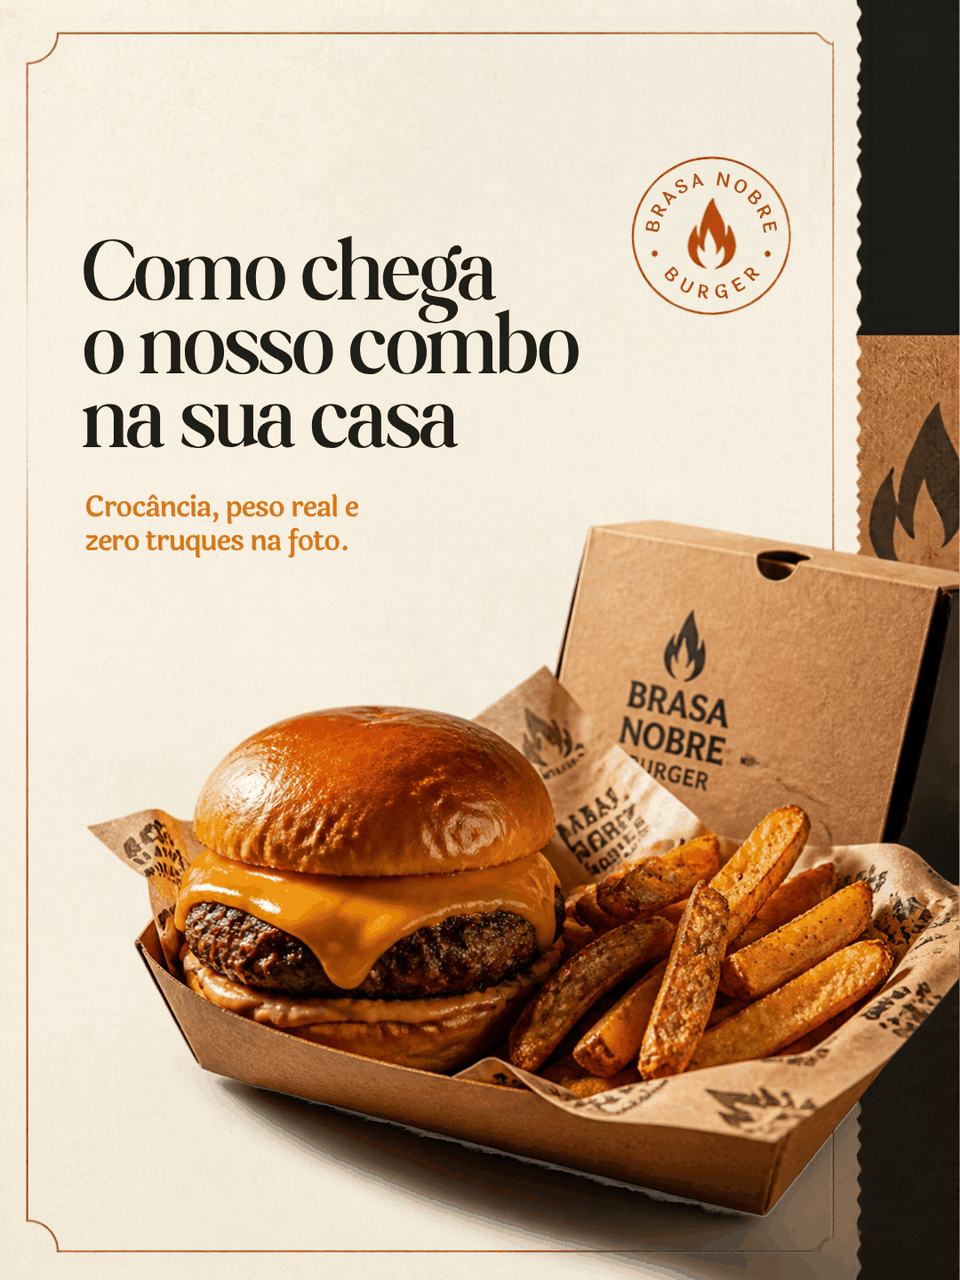 BRASA NOBRE
BURGER
Como chega
o nosso combo
na sua casa
Crocância, peso real e
zero truques na foto.
BRASA
NOBRE
BURGER